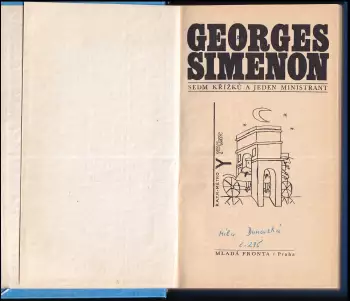 GEORGES
SIMENON
SEDM KŘÍŽKŮ A JEDEN MINISTRANT
Y
MLADÁ FRONTA / Praha